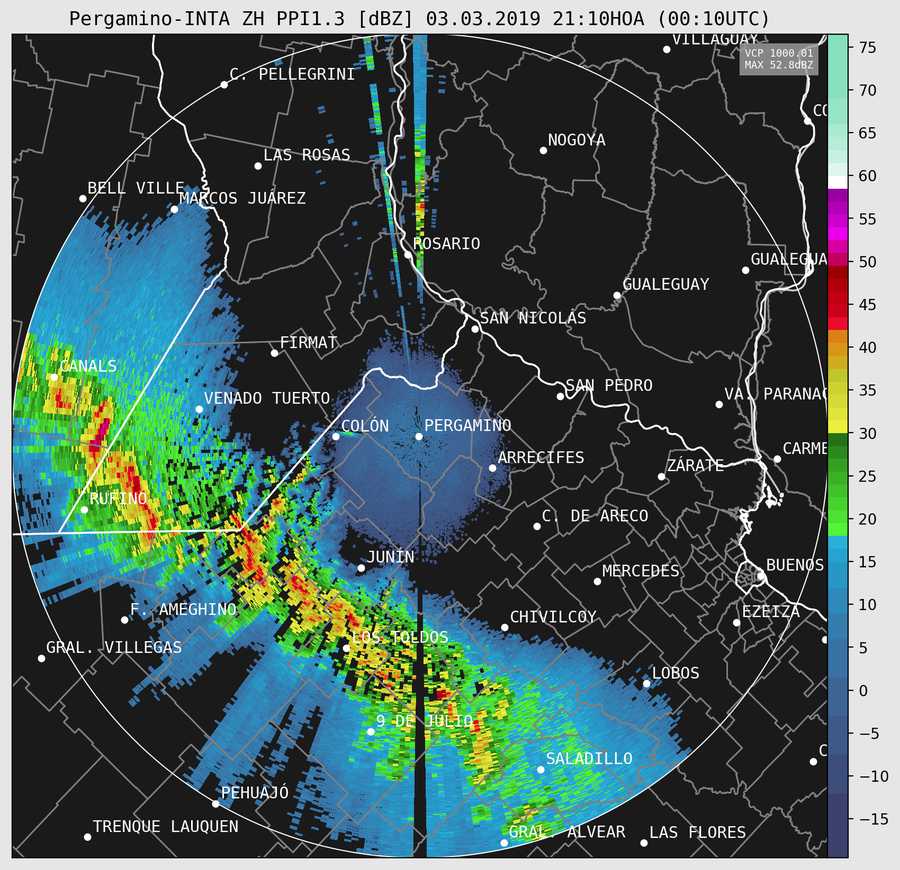 Pergamino-INTA ZH PPI1.3 [dBZ] 03.03.2019 21:10HOA (00:10UTC)
VILLAGUAY
VCP 1000.01
MAX 52.8dBZ
C. PELLEGRINI
CO
NOGOYA
LAS ROSAS
BELL VILLE
MARCOS JUÁREZ
ROSARIO
GUALEGUA
GUALEGUAY
SAN NICOLÁS
FIRMAT
CANALS
SAN PEDRO
VENADO TUERTO
VA. PARANAC
COLÓN
PERGAMINO
ARRECIFES
CARME
ZÁRATE
RUFINO
C. DE ARECO
JUNÍN
MERCEDES
BUENOS
F. AMEGHINO
CHIVILCOY
EZEIZA
LOS TOLDOS
GRAL. VILLEGAS
LOBOS
9 DE JULIO
C
SALADILLO
PEHUAJÓ
TRENQUE LAUQUEN
GRAL. ALVEAR
LAS FLORES
75
70
65
60
55
50
45
40
35
30
25
20
15
10
5
0
−5
−10
−15